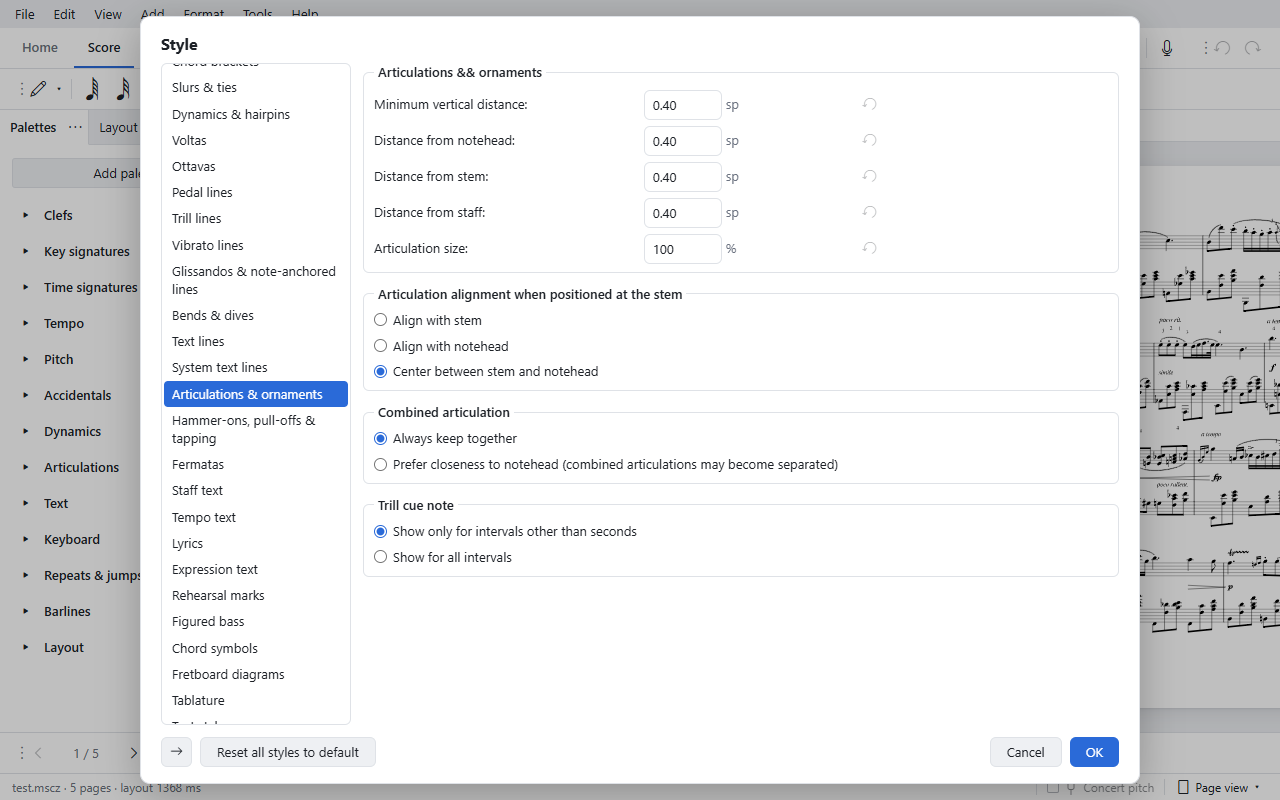 File Edit View Add Format Tools Help
Style
Home Score
Palettes ··· Layout
Add pale
Clefs
Key signatures
Time signatures
Tempo
Pitch
Accidentals
Dynamics
Articulations
Text
Keyboard
Repeats & jumps
Barlines
Layout
Chord brackets
Slurs & ties
Dynamics & hairpins
Voltas
Ottavas
Pedal lines
Trill lines
Vibrato lines
Glissandos & note-anchored
lines
Bends & dives
Text lines
System text lines
Articulations & ornaments
Hammer-ons, pull-offs &
tapping
Fermatas
Staff text
Tempo text
Lyrics
Expression text
Rehearsal marks
Figured bass
Chord symbols
Fretboard diagrams
Tablature
Articulations && ornaments
Minimum vertical distance: 0.40 sp
Distance from notehead: 0.40 sp
Distance from stem: 0.40 sp
Distance from staff: 0.40 sp
Articulation size: 100 %
Articulation alignment when positioned at the stem
Align with stem
Align with notehead
Center between stem and notehead
Combined articulation
Always keep together
Prefer closeness to notehead (combined articulations may become separated)
Trill cue note
Show only for intervals other than seconds
Show for all intervals
poco rit.
simile
a tempo
poco rallent.
→ Reset all styles to default Cancel OK
1 / 5
test.mscz · 5 pages · layout 1368 ms Concert pitch Page view